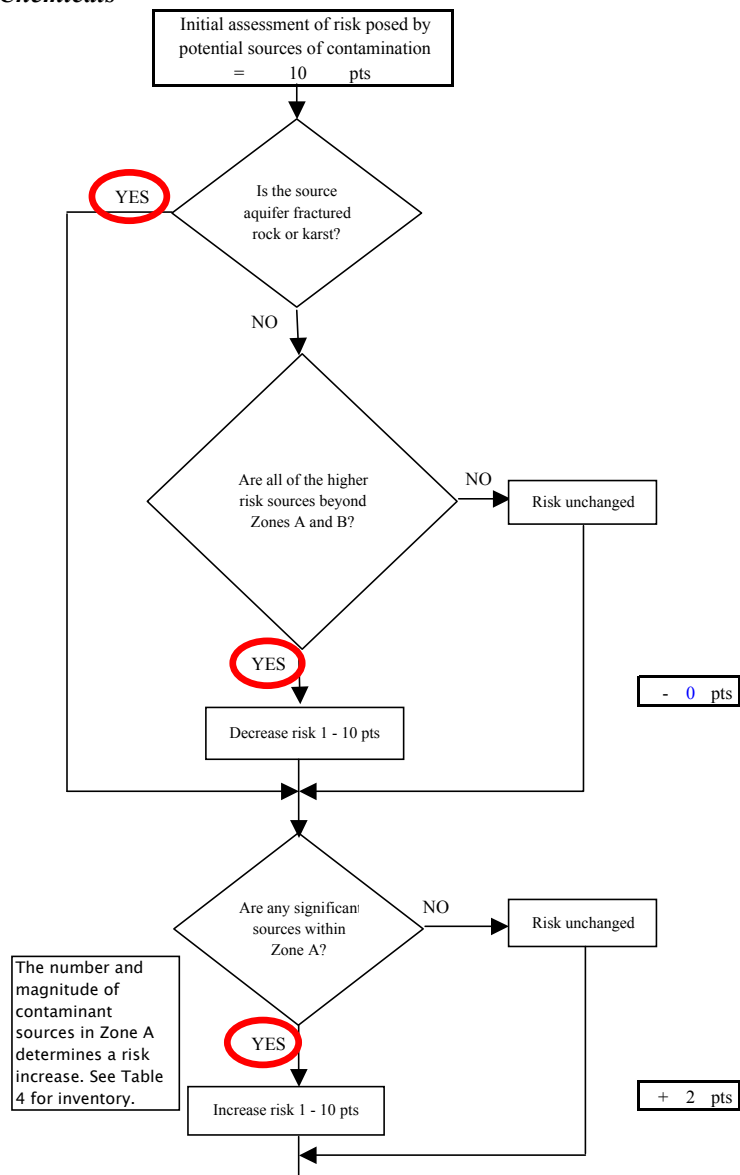 Chemicals
Initial assessment of risk posed by
potential sources of contamination
= 10 pts
YES
Is the source
aquifer fractured
rock or karst?
NO
Are all of the higher
risk sources beyond
Zones A and B?
NO
Risk unchanged
YES
- 0 pts
Decrease risk 1 - 10 pts
Are any significant
sources within
Zone A?
NO
Risk unchanged
The number and
magnitude of
contaminant
sources in Zone A
determines a risk
increase. See Table
4 for inventory.
YES
+ 2 pts
Increase risk 1 - 10 pts